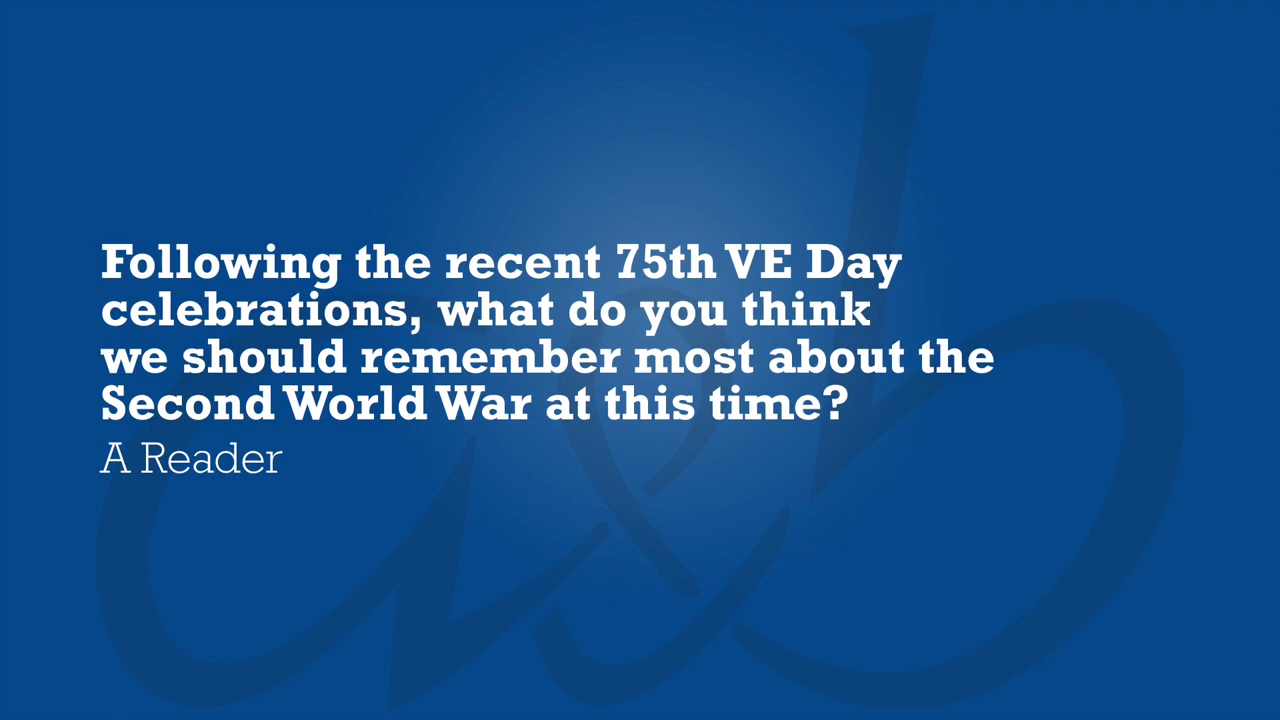 Following the recent 75th VE Day
celebrations, what do you think
we should remember most about the
Second World War at this time?
A Reader